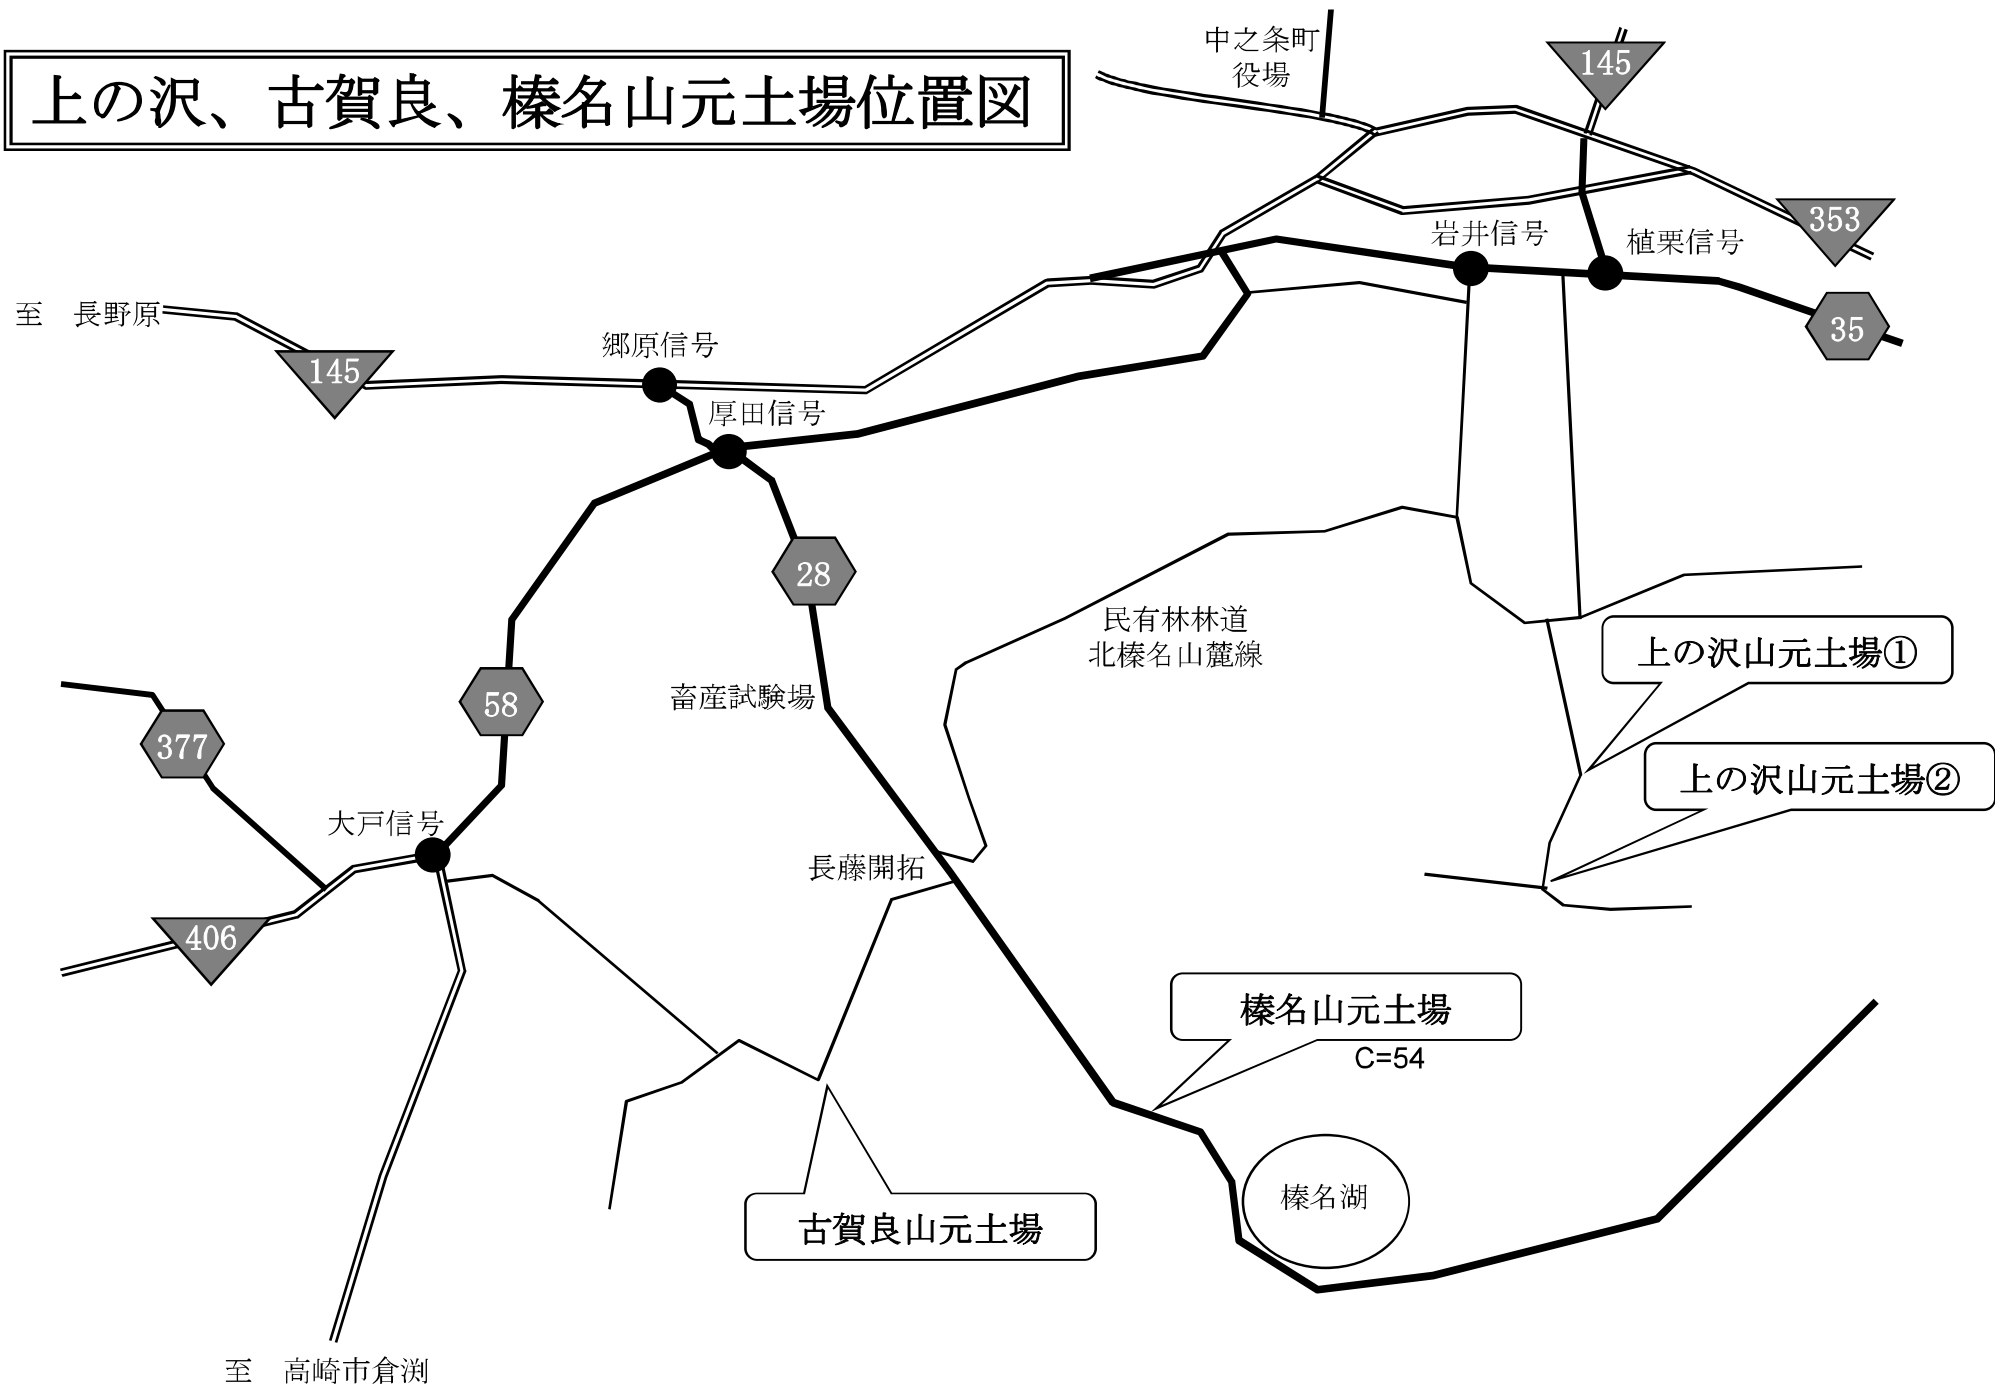 上の沢、古賀良、榛名山元土場位置図
中之条町
役場
145
353
岩井信号
植栗信号
35
至　長野原
145
郷原信号
厚田信号
28
民有林林道
北榛名山麓線
上の沢山元土場①
畜産試験場
58
377
上の沢山元土場②
大戸信号
長藤開拓
406
榛名山元土場
C=54
榛名湖
古賀良山元土場
至　高崎市倉渕